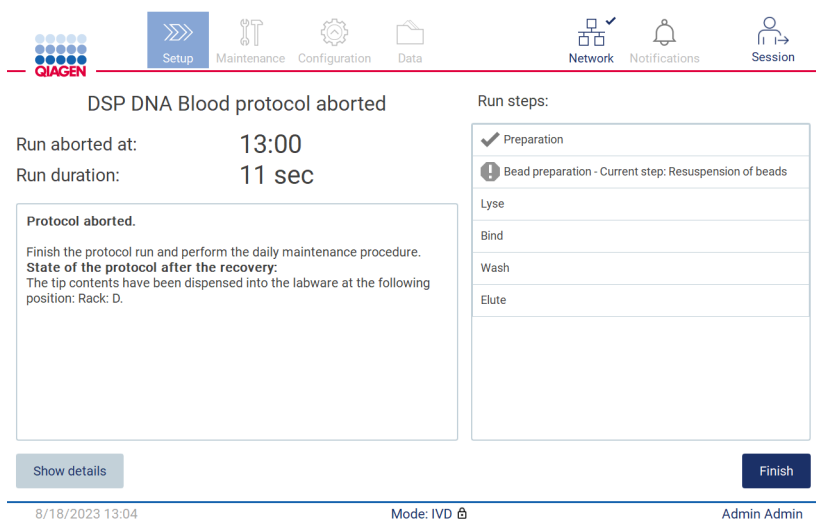 QIAGEN
Setup
Maintenance
Configuration
Data
Network
Notifications
Session
DSP DNA Blood protocol aborted
Run aborted at: 13:00
Run duration: 11 sec
Protocol aborted.
Finish the protocol run and perform the daily maintenance procedure.
State of the protocol after the recovery:
The tip contents have been dispensed into the labware at the following
position: Rack: D.
Show details
Run steps:
Preparation
Bead preparation - Current step: Resuspension of beads
Lyse
Bind
Wash
Elute
Finish
8/18/2023 13:04
Mode: IVD
Admin Admin